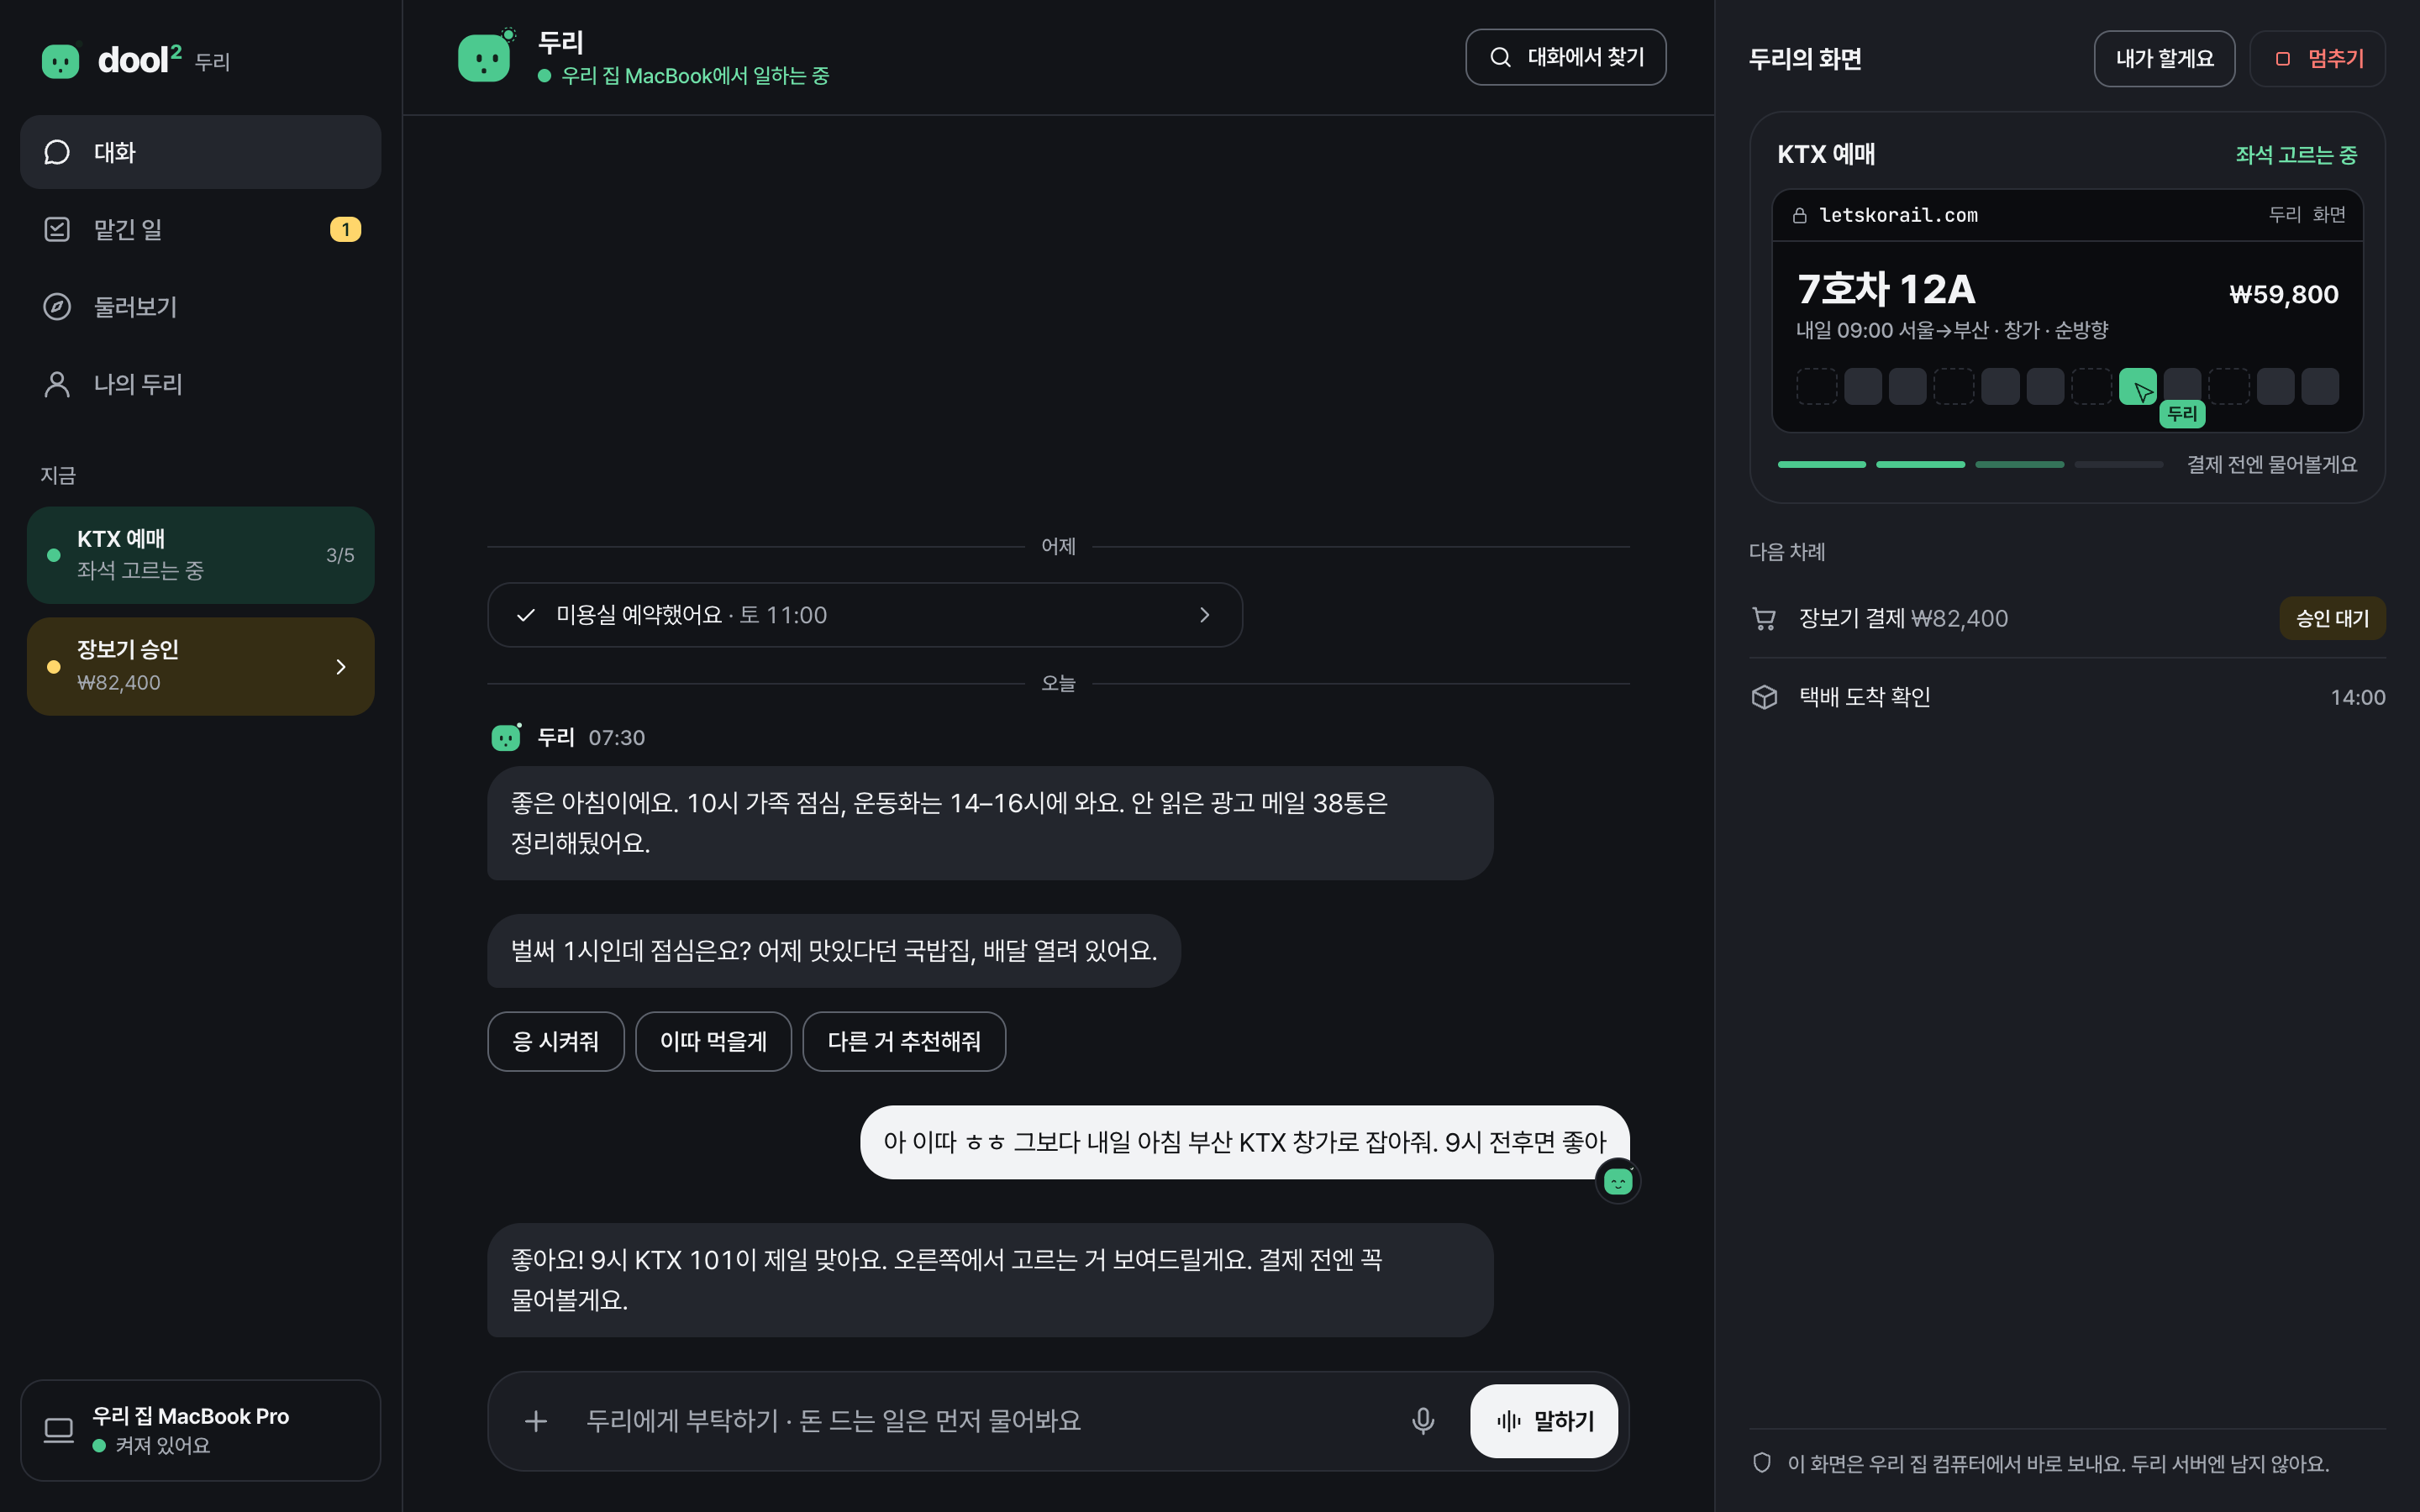 dool² 두리
대화
맡긴 일 1
둘러보기
나의 두리
지금
KTX 예매
좌석 고르는 중
3/5
장보기 승인
₩82,400
우리 집 MacBook Pro
켜져 있어요
두리
우리 집 MacBook에서 일하는 중
대화에서 찾기
어제
미용실 예약했어요 · 토 11:00
오늘
두리 07:30
좋은 아침이에요. 10시 가족 점심, 운동화는 14–16시에 와요. 안 읽은 광고 메일 38통은
정리해뒀어요.
벌써 1시인데 점심은요? 어제 맛있다던 국밥집, 배달 열려 있어요.
응 시켜줘
이따 먹을게
다른 거 추천해줘
아 이따 ㅎㅎ 그보다 내일 아침 부산 KTX 창가로 잡아줘. 9시 전후면 좋아
좋아요! 9시 KTX 101이 제일 맞아요. 오른쪽에서 고르는 거 보여드릴게요. 결제 전엔 꼭
물어볼게요.
두리에게 부탁하기 · 돈 드는 일은 먼저 물어봐요
말하기
두리의 화면
내가 할게요
멈추기
KTX 예매
좌석 고르는 중
letskorail.com
두리 화면
7호차 12A
₩59,800
내일 09:00 서울→부산 · 창가 · 순방향
두리
결제 전엔 물어볼게요
다음 차례
장보기 결제 ₩82,400
승인 대기
택배 도착 확인
14:00
이 화면은 우리 집 컴퓨터에서 바로 보내요. 두리 서버엔 남지 않아요.